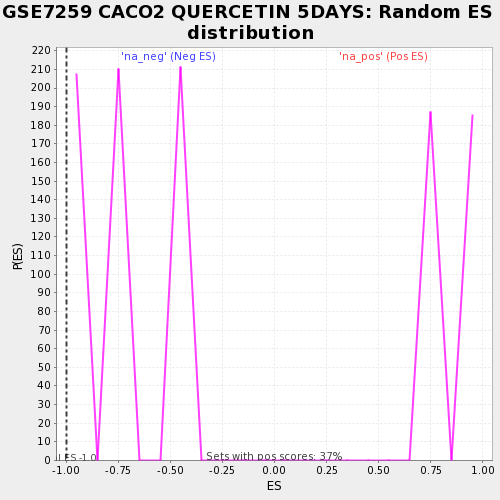 GSE7259 CACO2 QUERCETIN 5DAYS: Random ES
distribution
'na_neg' (Neg ES)
'na_pos' (Pos ES)
220
210
200
190
180
170
160
150
140
130
120
110
100
90
80
70
60
50
40
30
20
10
0
P(ES)
Sets with pos scores: 37%
-1.00 -0.75 -0.50 -0.25 0.00 0.25 0.50 0.75 1.00
ES